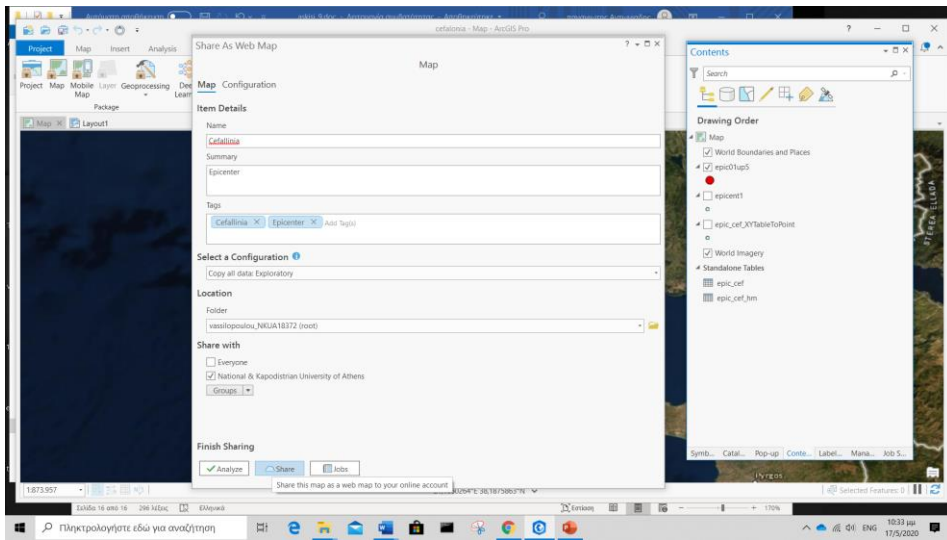 cefalonia - Map - ArcGIS Pro
Project Map Insert Analysis
Project Map Mobile Map Layer Geoprocessing
Package
Map Layout1
Share As Web Map
Map
Map Configuration
Item Details
Name
Cefallinia
Summary
Epicenter
Tags
Cefallinia Epicenter Add Tag(s)
Select a Configuration
Copy all data: Exploratory
Location
Folder
vassilopoulou_NKUA18372 (root)
Share with
Everyone
National & Kapodistrian University of Athens
Groups
Finish Sharing
Analyze Share Jobs
Share this map as a web map to your online account
Contents
Search
Drawing Order
Map
World Boundaries and Places
epic01up5
epicent1
epic_cef_XYTableToPoint
World Imagery
Standalone Tables
epic_cef
epic_cef_hm
Symb... Catal... Pop-up Conte... Label... Mana... Job S...
STEREA ELLADA
Pyrgos
1:873.957
Selected Features: 0
Σελίδα 16 από 16 296 λέξεις Ελληνικά
Εστίαση 170%
Πληκτρολογήστε εδώ για αναζήτηση
ENG
10:33 μμ
17/5/2020